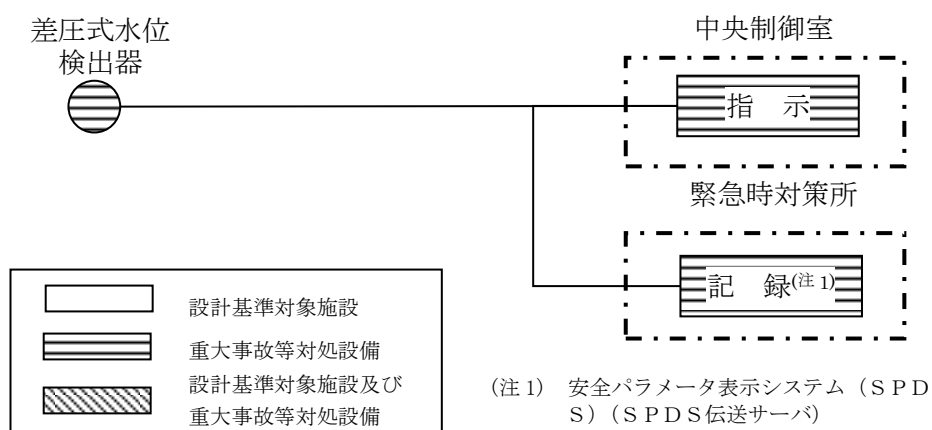 差圧式水位
検出器
中央制御室
指　示
緊急時対策所
記　録(注1)
設計基準対象施設
重大事故等対処設備
設計基準対象施設及び
重大事故等対処設備
(注1)　安全パラメータ表示システム（ＳＰＤ
Ｓ）（ＳＰＤＳ伝送サーバ）